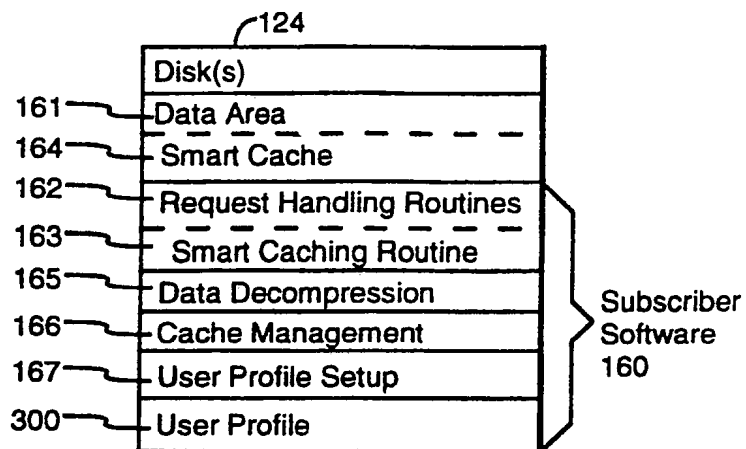 124
Disk(s)
161 Data Area
164 Smart Cache
162 Request Handling Routines
163 Smart Caching Routine
165 Data Decompression
166 Cache Management
167 User Profile Setup
300 User Profile
Subscriber
Software
160